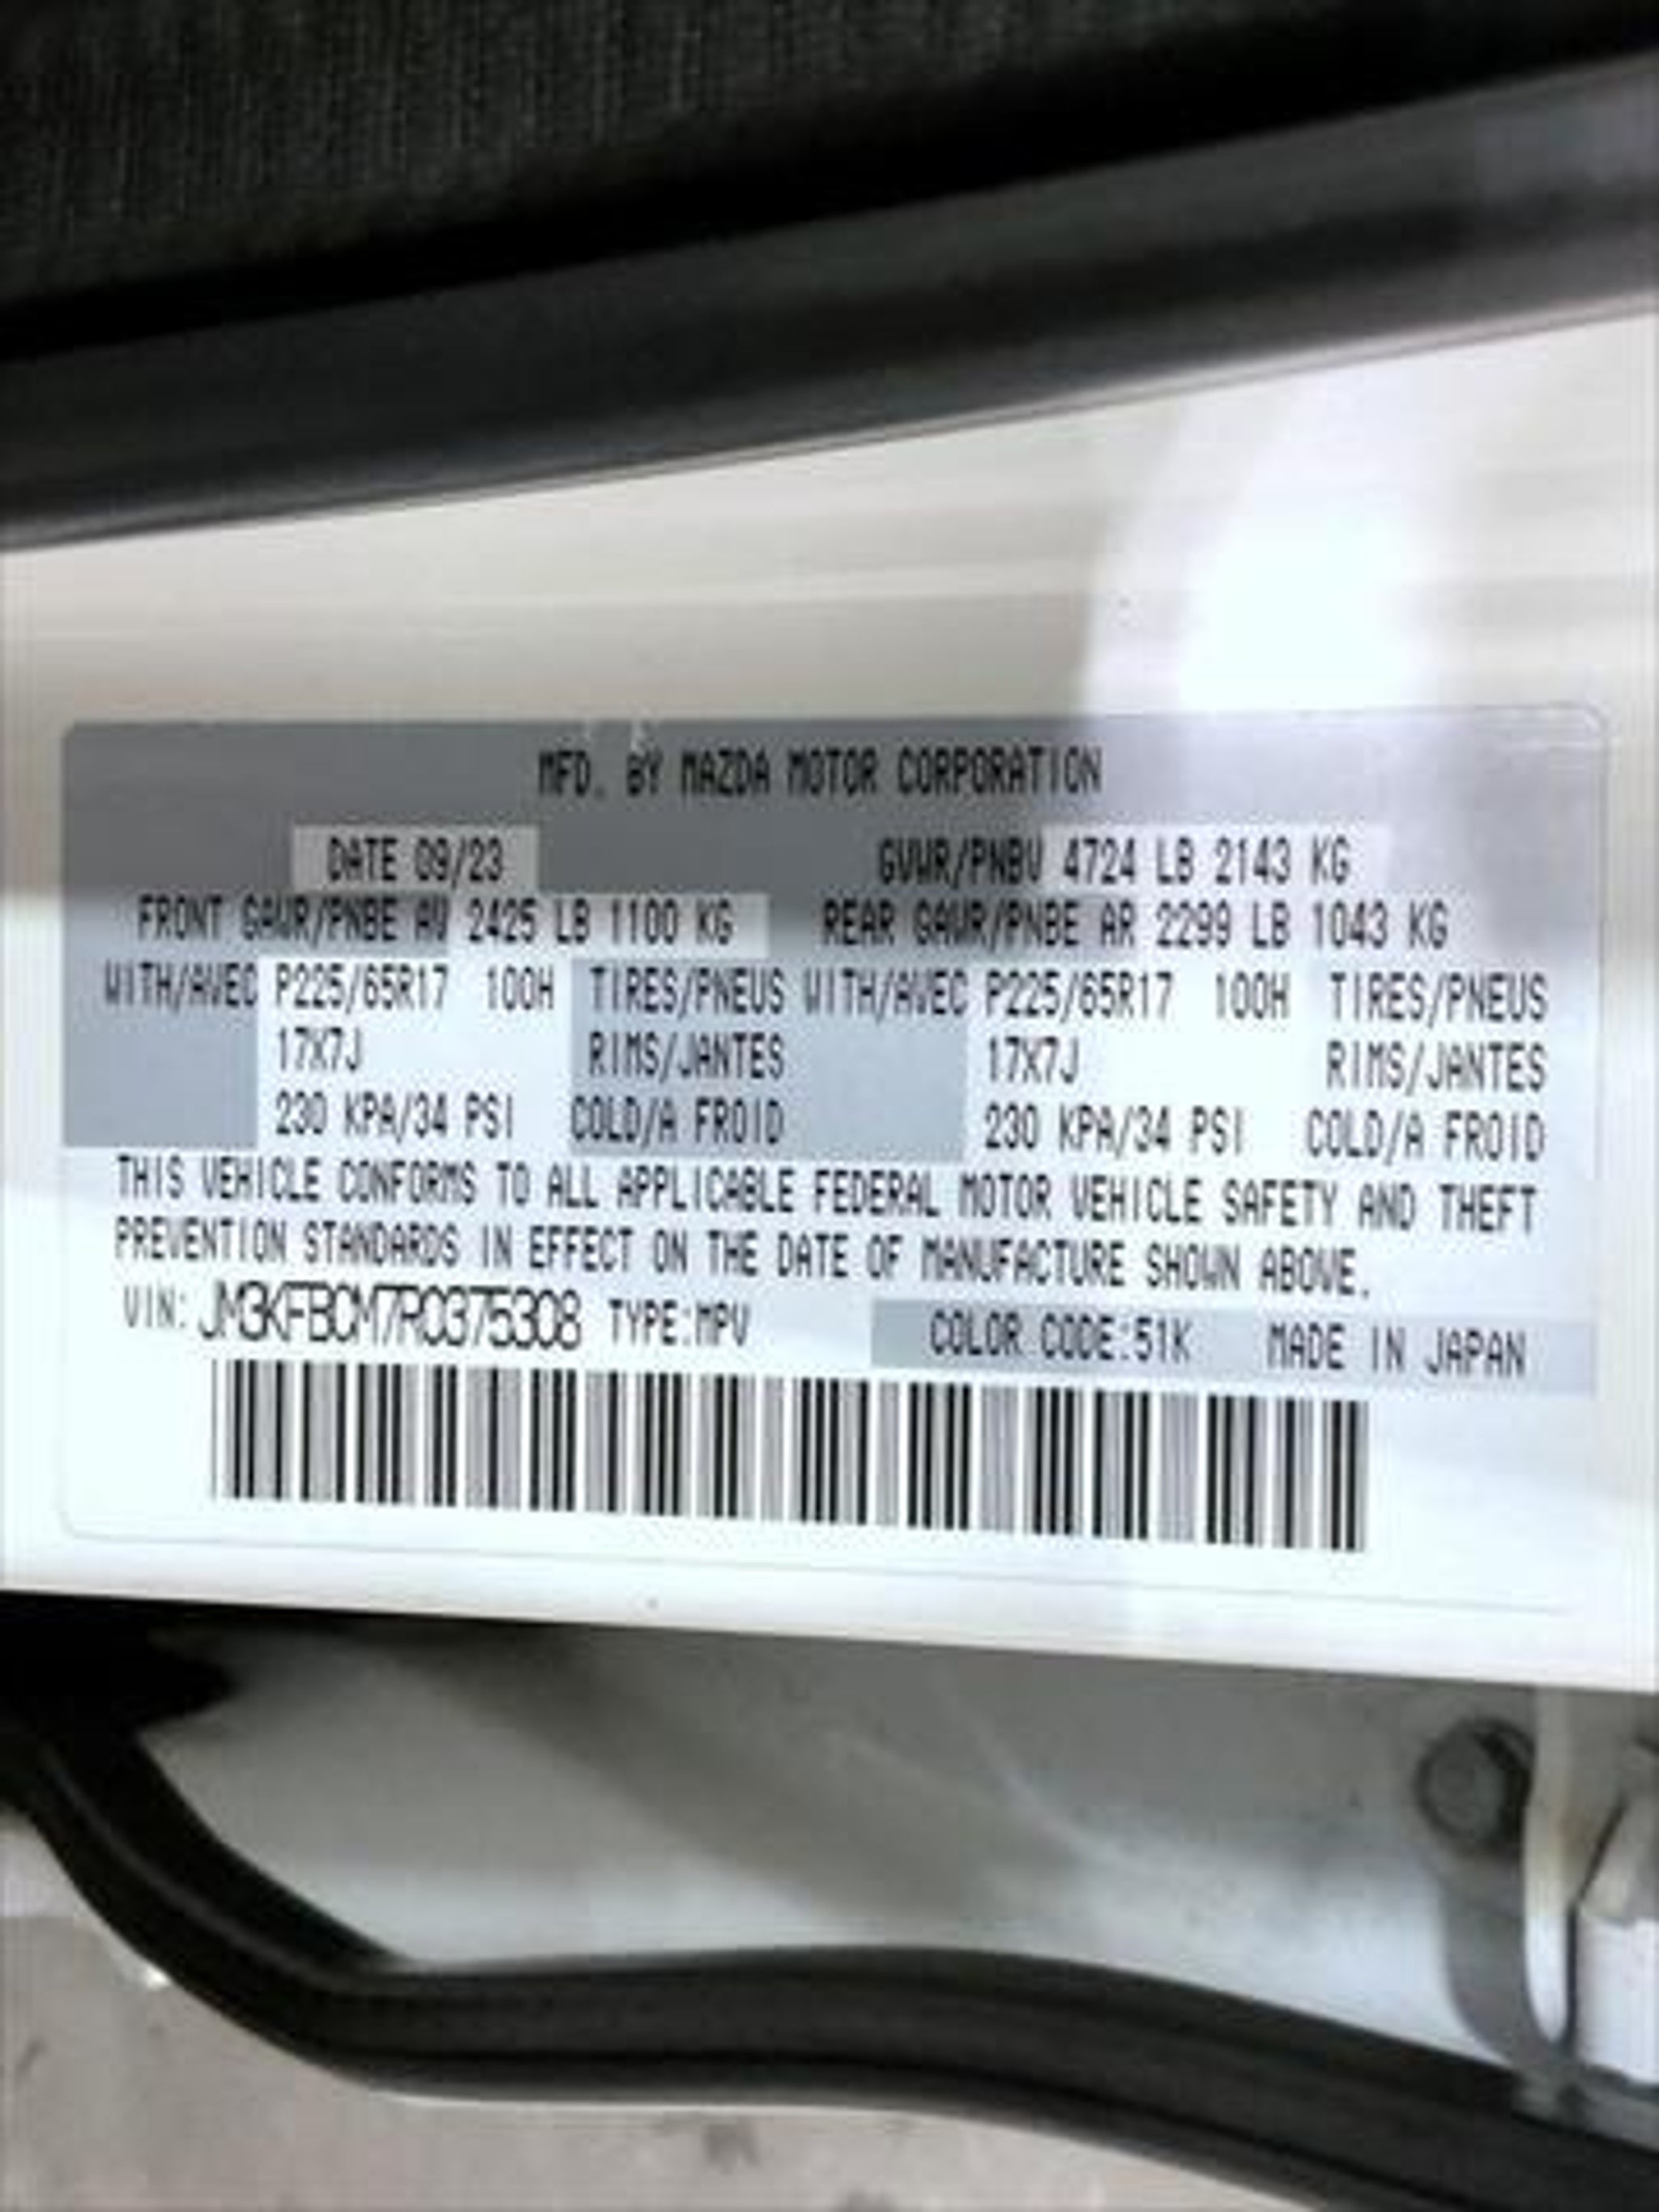 MFD. BY MAZDA MOTOR CORPORATION
DATE 09/23 GVWR/PNBV 4724 LB 2143 KG
FRONT GAWR/PNBE AV 2425 LB 1100 KG REAR GAWR/PNBE AR 2299 LB 1043 KG
WITH/AVEC P225/65R17 100H TIRES/PNEUS WITH/AVEC P225/65R17 100H TIRES/PNEUS
17X7J RIMS/JANTES 17X7J RIMS/JANTES
230 KPA/34 PSI COLD/A FROID 230 KPA/34 PSI COLD/A FROID
THIS VEHICLE CONFORMS TO ALL APPLICABLE FEDERAL MOTOR VEHICLE SAFETY AND THEFT
PREVENTION STANDARDS IN EFFECT ON THE DATE OF MANUFACTURE SHOWN ABOVE.
VIN: JM3KFBCM7R0375308 TYPE:MPV COLOR CODE:51K MADE IN JAPAN